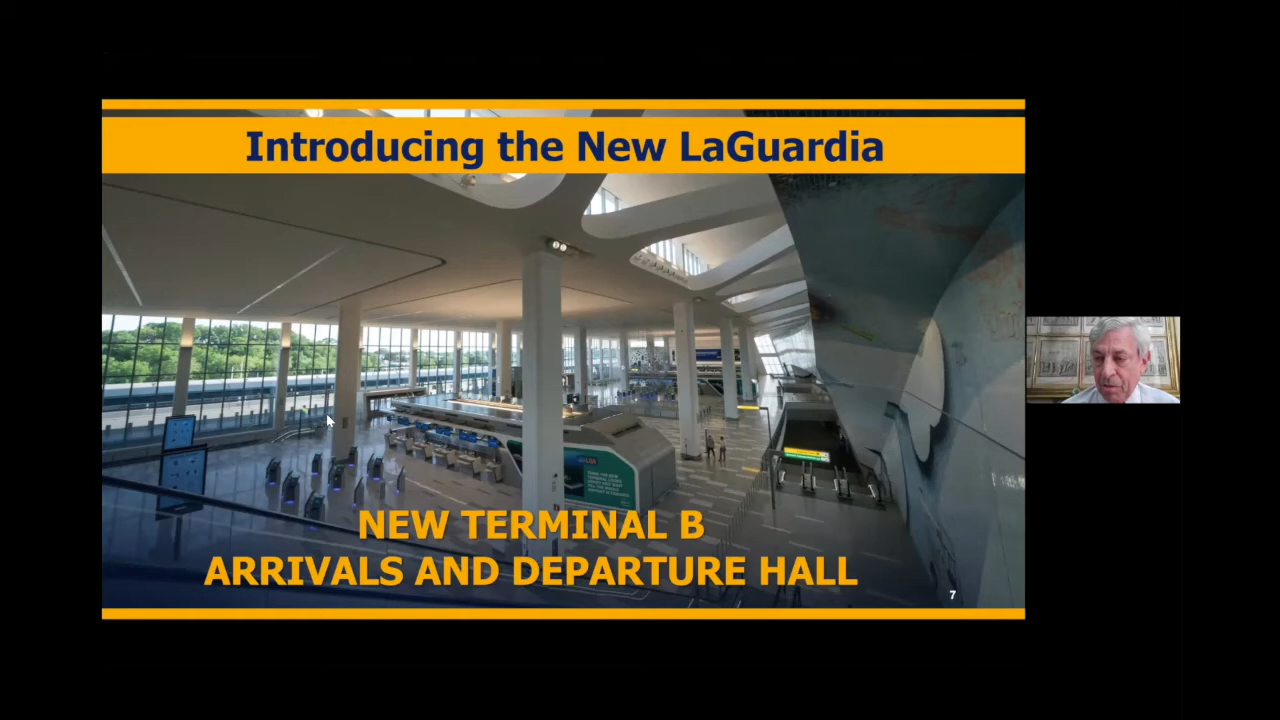 Introducing the New LaGuardia
NEW TERMINAL B
ARRIVALS AND DEPARTURE HALL
7